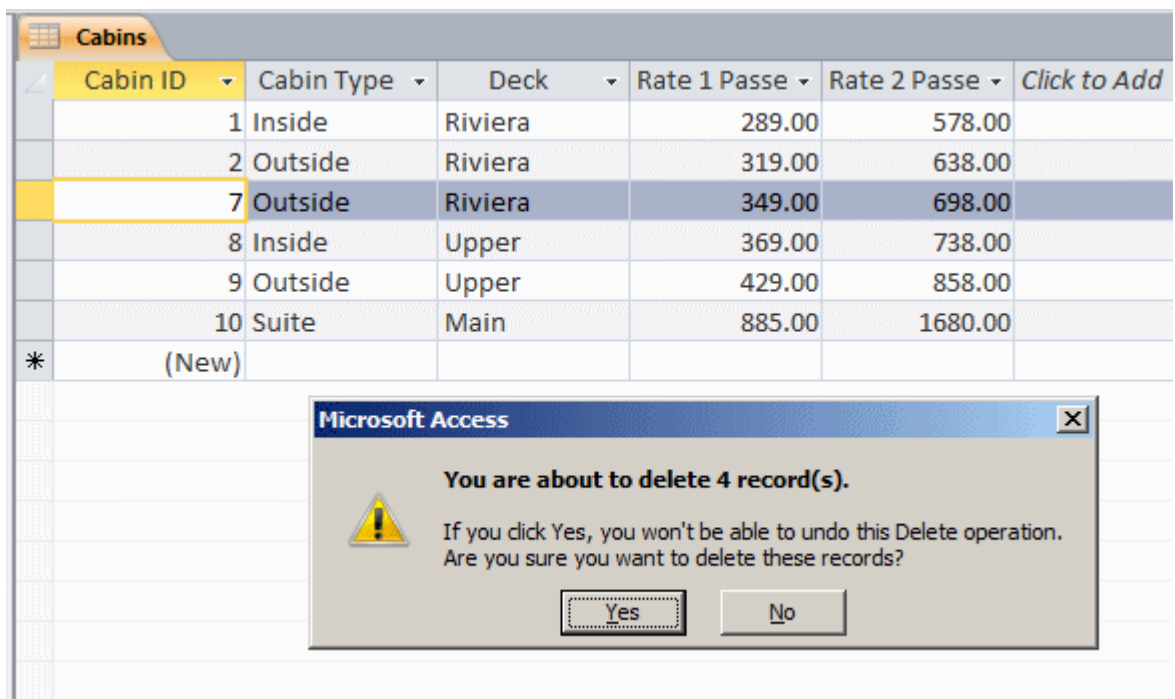 Cabins
Cabin ID Cabin Type Deck Rate 1 Passe Rate 2 Passe Click to Add
1 Inside Riviera 289.00 578.00
2 Outside Riviera 319.00 638.00
7 Outside Riviera 349.00 698.00
8 Inside Upper 369.00 738.00
9 Outside Upper 429.00 858.00
10 Suite Main 885.00 1680.00
* (New)
Microsoft Access
You are about to delete 4 record(s).
If you click Yes, you won't be able to undo this Delete operation.
Are you sure you want to delete these records?
Yes No